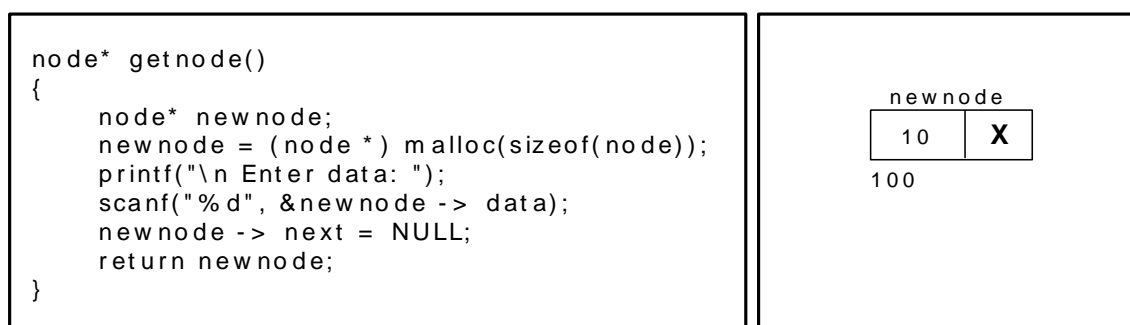 node* getnode()
{
node* newnode;
newnode = (node *) malloc(sizeof(node));
printf("\n Enter data: ");
scanf("%d", &newnode -> data);
newnode -> next = NULL;
return newnode;
}
newnode
10 X
100